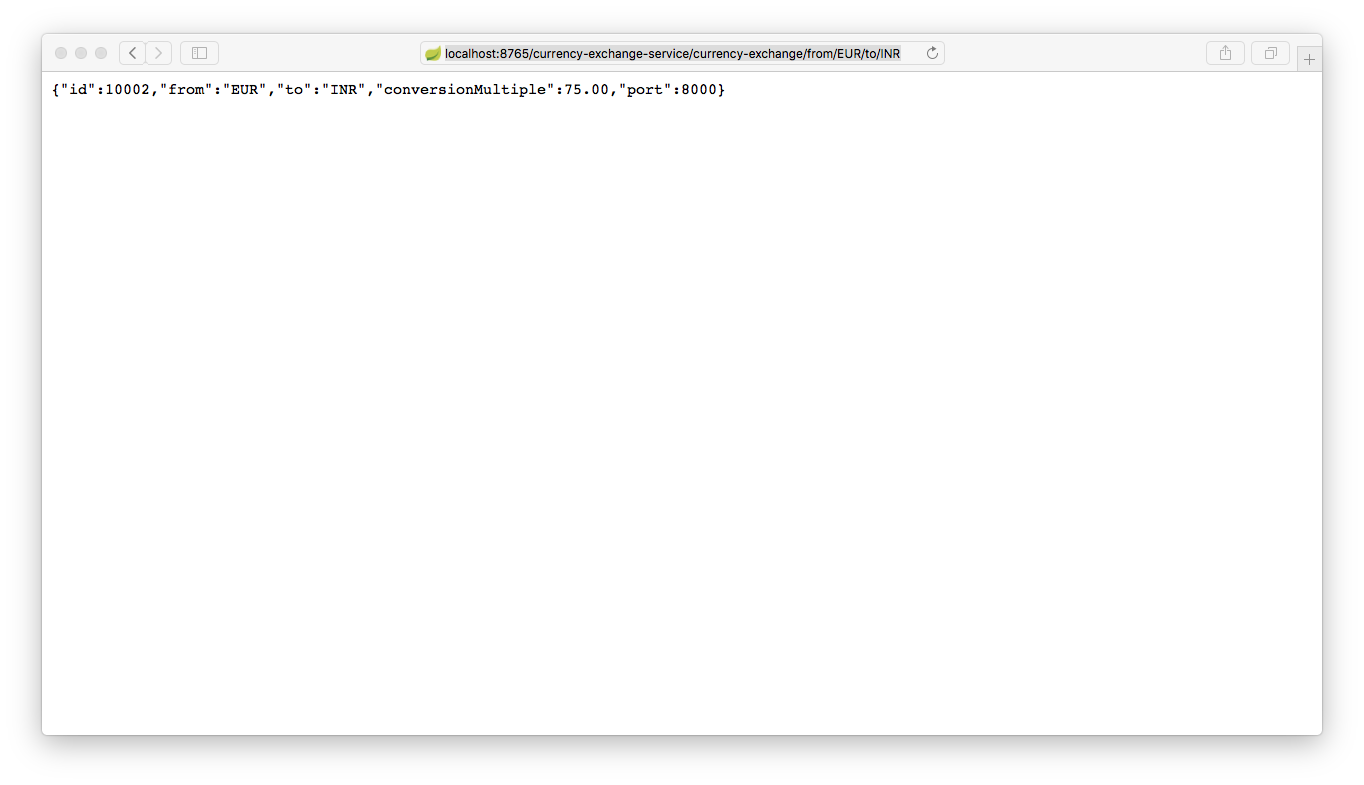 localhost:8765/currency-exchange-service/currency-exchange/from/EUR/to/INR
{"id":10002,"from":"EUR","to":"INR","conversionMultiple":75.00,"port":8000}